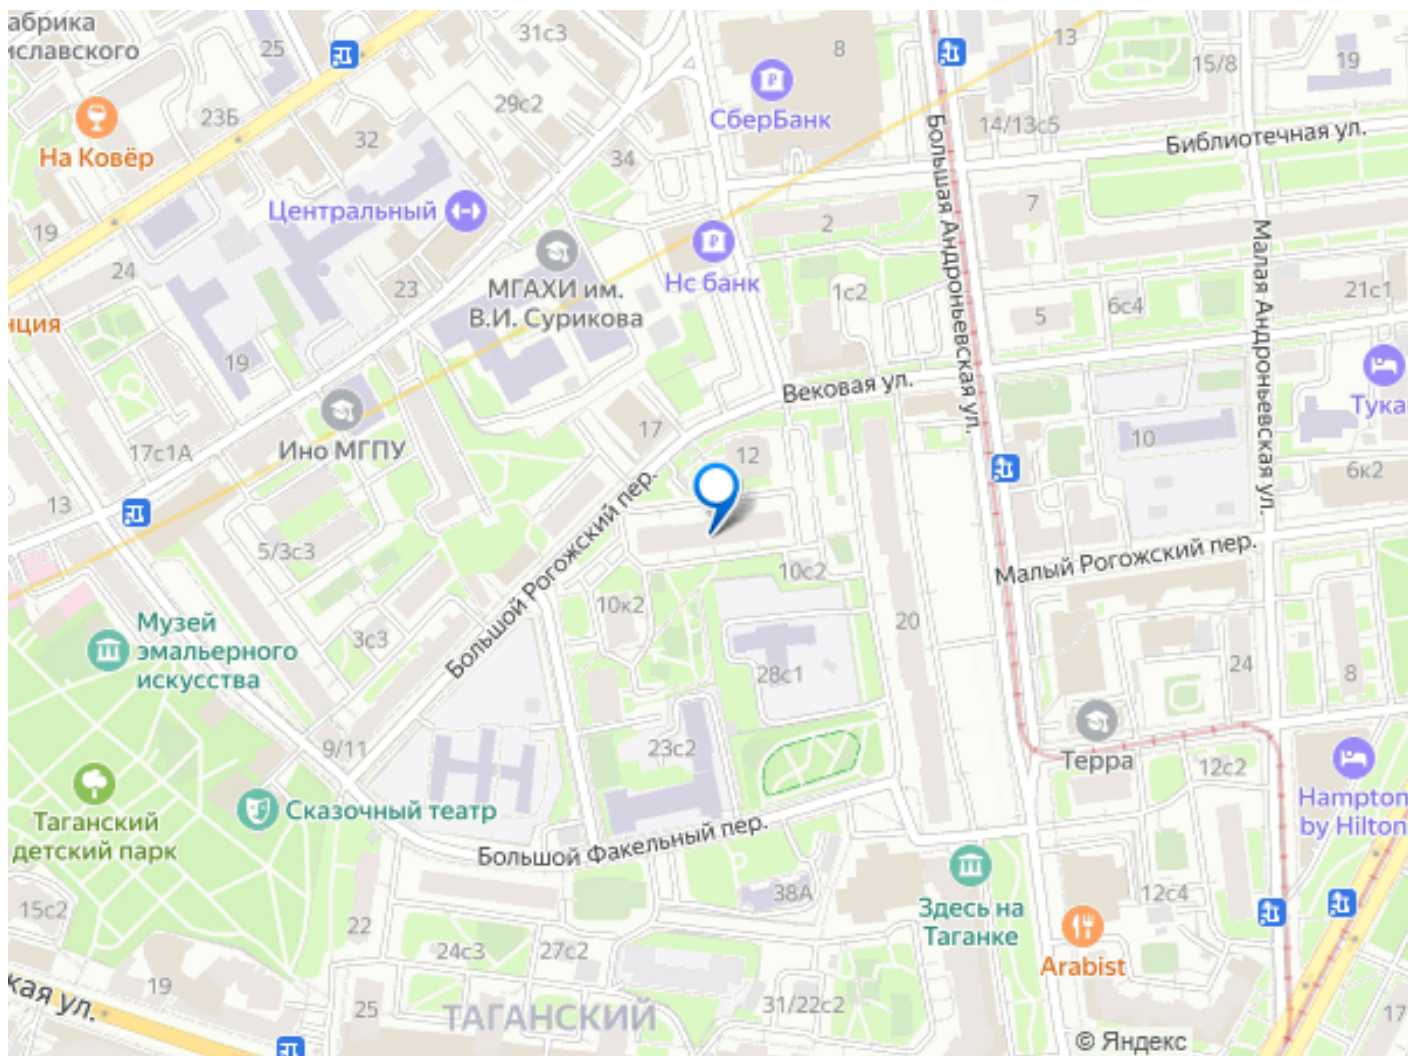 абрика
иславского
25
31с3
8
13
15/8
19
На Ковёр
23Б
32
29с2
34
СберБанк
14/13с5
Библиотечная ул.
Центральный
19
24
23
МГАХИ им.
В.И. Сурикова
Нс банк
2
1с2
7
Большая Андроньевская ул.
Малая Андроньевская ул.
5
6с4
21с1
нция
19
Ино МГПУ
17с1А
17
Вековая ул.
12
10
Тука
6к2
13
5/3с3
Большой Рогожский пер.
Малый Рогожский пер.
10с2
10к2
3с3
Музей
эмальерного
искусства
20
28с1
24
8
9/11
23с2
Терра
12с2
Таганский
детский парк
Сказочный театр
Большой Факельный пер.
Hampton
by Hilton
38А
Здесь на
Таганке
12с4
Arabist
15с2
22
24с3
27с2
19
кая ул.
25
ТАГАНСКИЙ
31/22с2
17
© Яндекс